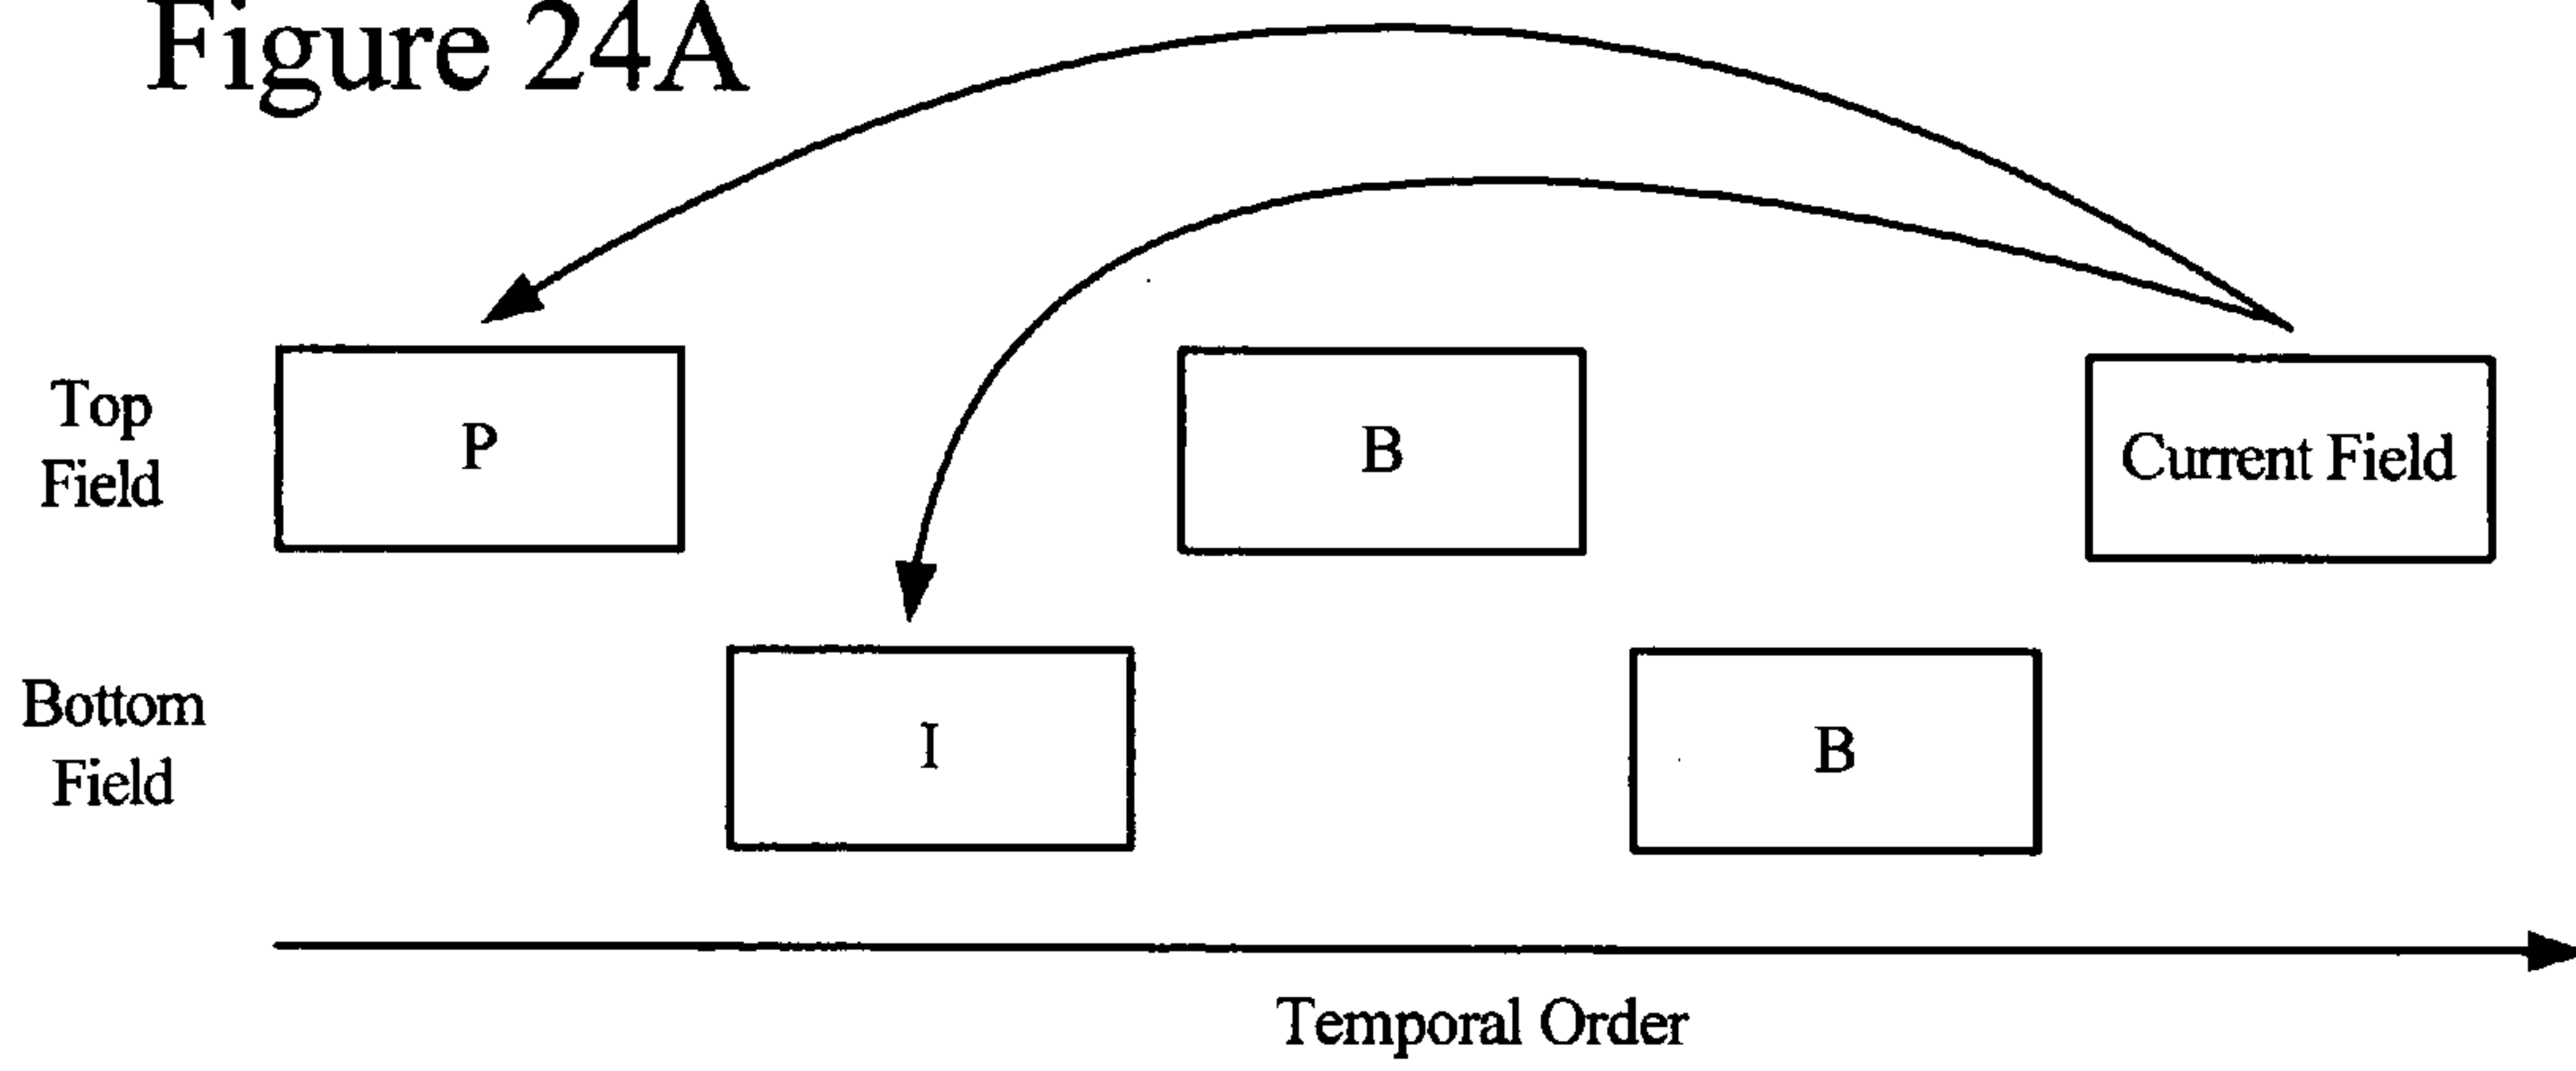 Figure 24A
Top
Field
P
B
Current Field
Bottom
Field
I
B
Temporal Order